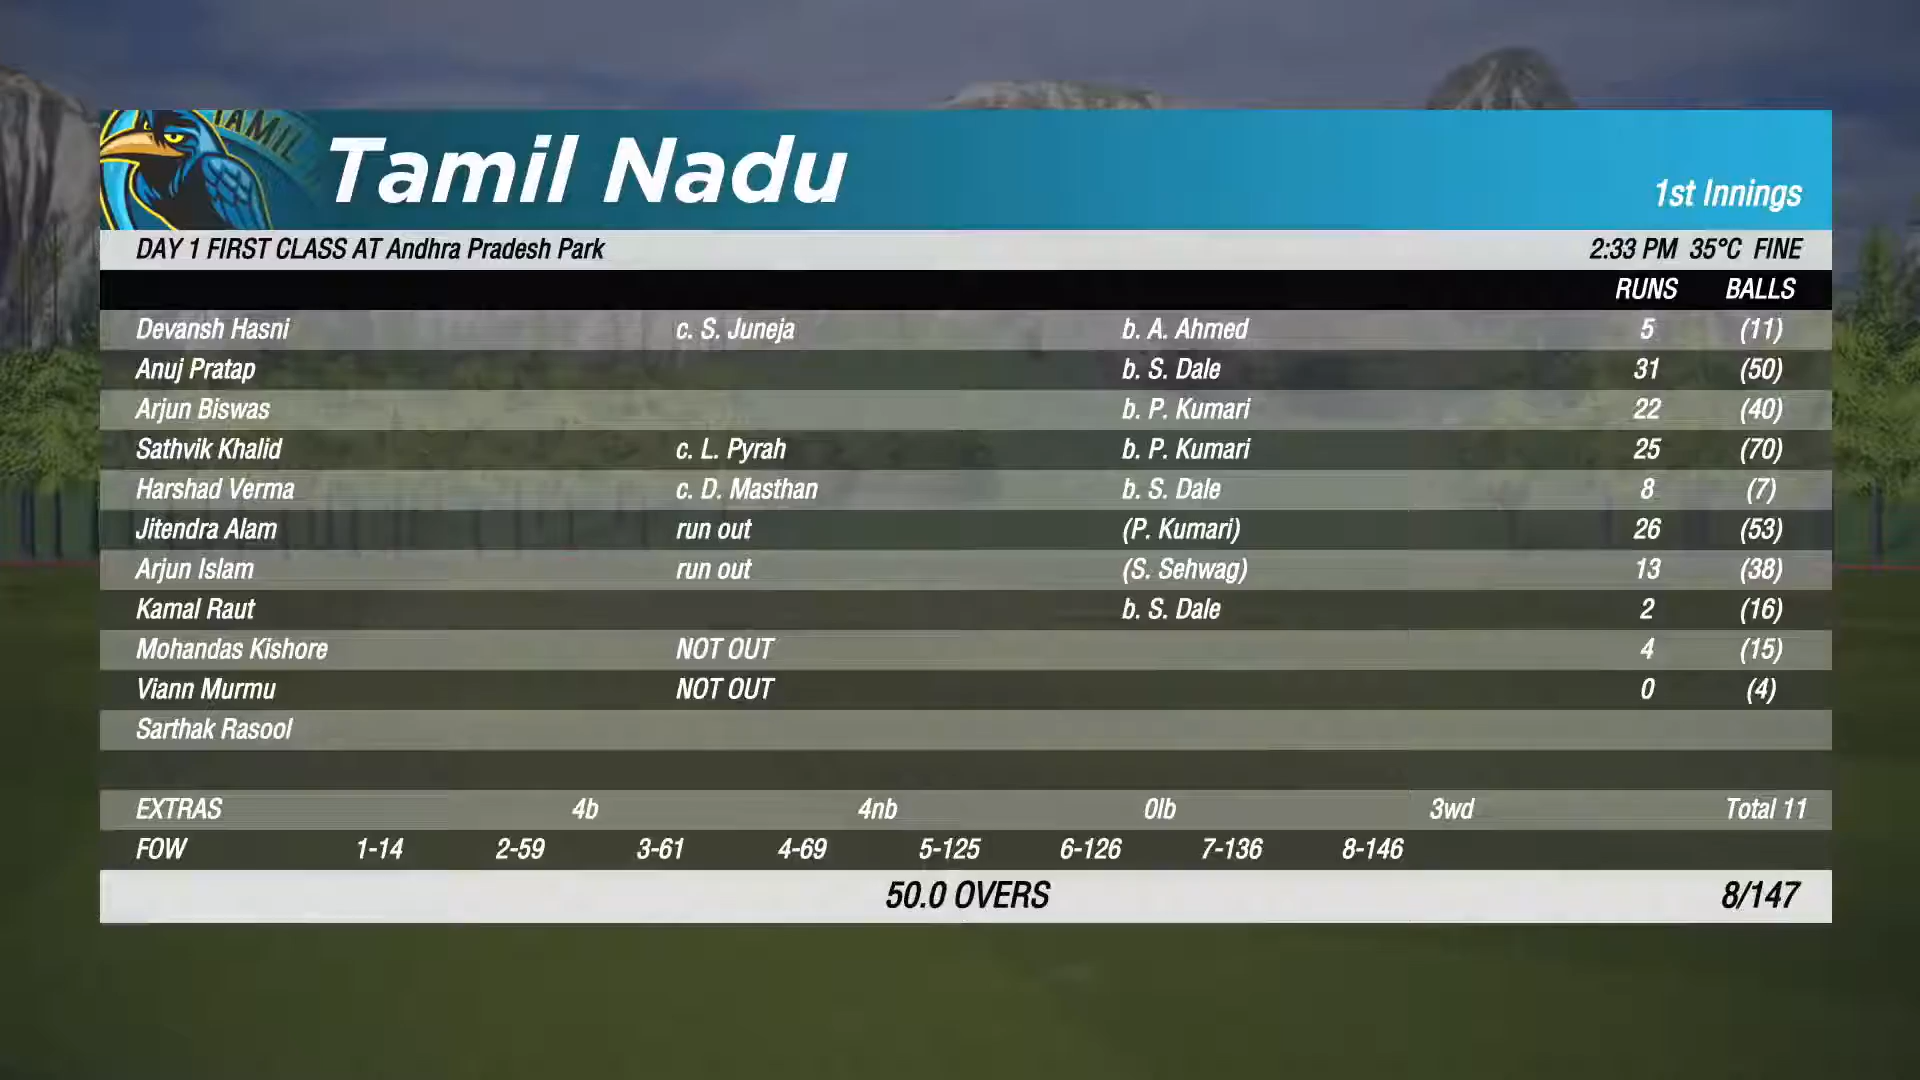 TAMIL
Tamil Nadu
1st Innings
DAY 1 FIRST CLASS AT Andhra Pradesh Park 2:33 PM 35°C FINE
RUNS BALLS
Devansh Hasni c. S. Juneja b. A. Ahmed 5 (11)
Anuj Pratap b. S. Dale 31 (50)
Arjun Biswas b. P. Kumari 22 (40)
Sathvik Khalid c. L. Pyrah b. P. Kumari 25 (70)
Harshad Verma c. D. Masthan b. S. Dale 8 (7)
Jitendra Alam run out (P. Kumari) 26 (53)
Arjun Islam run out (S. Sehwag) 13 (38)
Kamal Raut b. S. Dale 2 (16)
Mohandas Kishore NOT OUT 4 (15)
Viann Murmu NOT OUT 0 (4)
Sarthak Rasool
EXTRAS 4b 4nb 0lb 3wd Total 11
FOW 1-14 2-59 3-61 4-69 5-125 6-126 7-136 8-146
50.0 OVERS 8/147